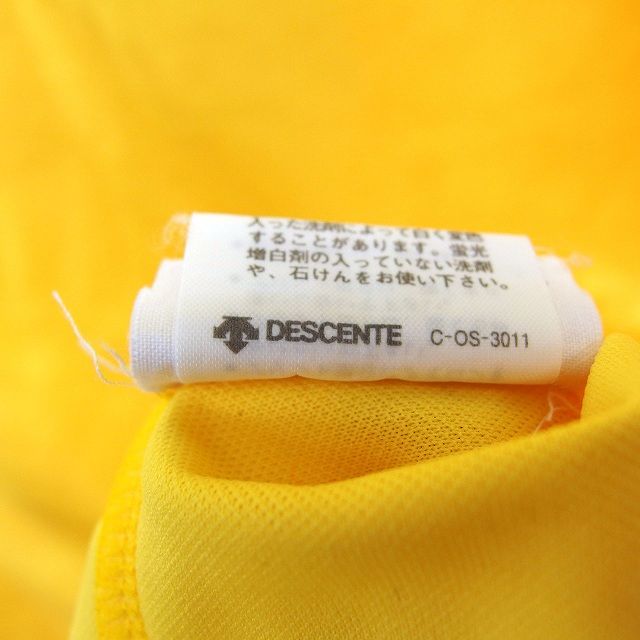 入った洗剤によって白く変色
することがあります。蛍光
増白剤の入っていない洗剤
や、石けんをお使い下さい。
DESCENTE C-OS-3011